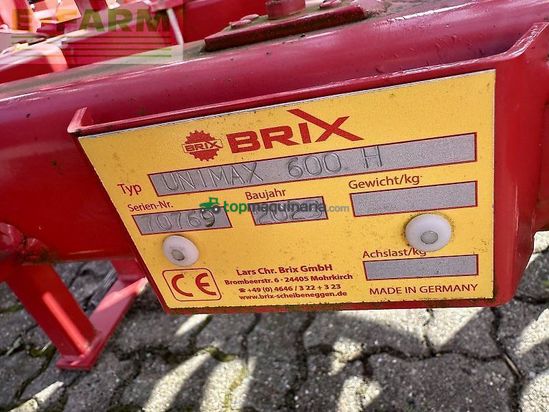 E-FARM
BRIX BRIX
Typ UNIMAX 600 H
Serien-Nr. Baujahr Gewicht/kg
topmaquinaria.com
Achslast/kg
CE
Lars Chr. Brix GmbH
Brombeerstr. 6 · 24405 Mohrkirch
+49 (0) 4646 / 3 22 + 3 23
www.brix-scheibeneggen.de
MADE IN GERMANY